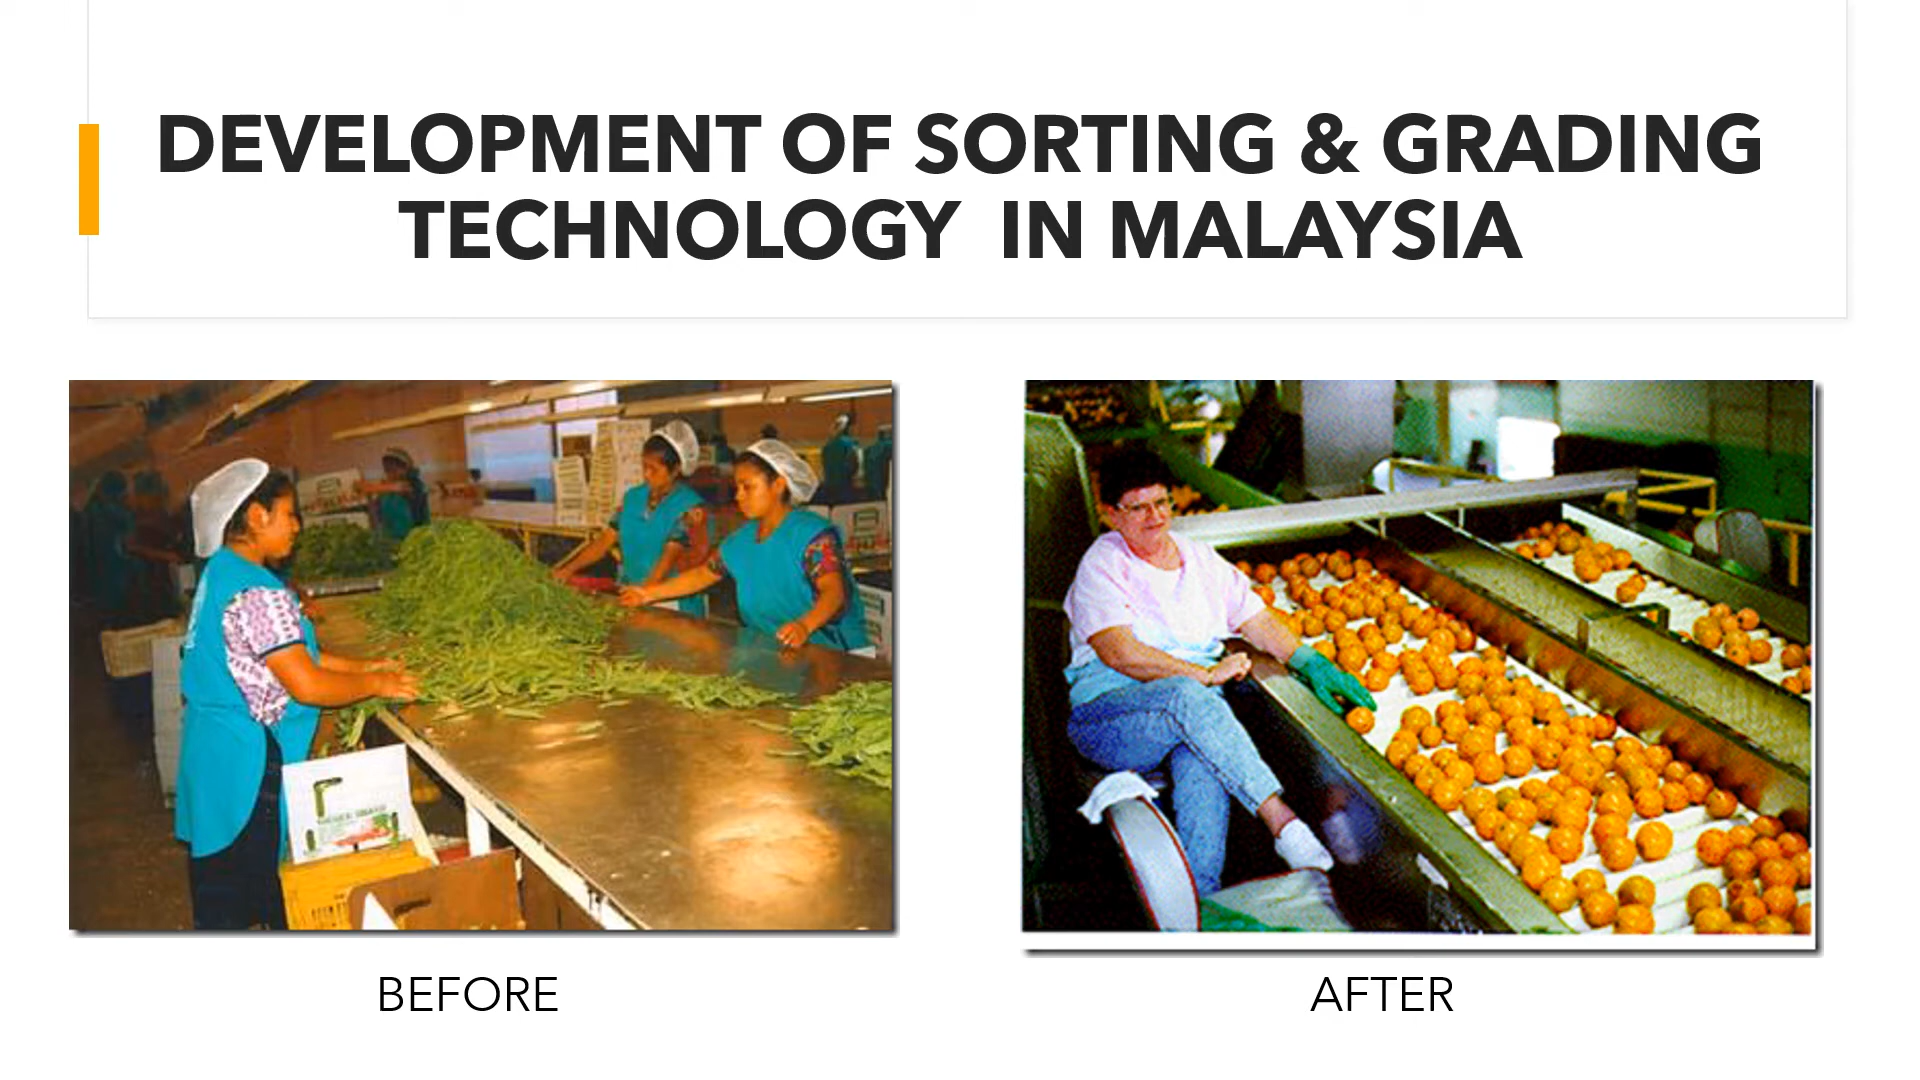 DEVELOPMENT OF SORTING & GRADING
TECHNOLOGY IN MALAYSIA
BEFORE
AFTER